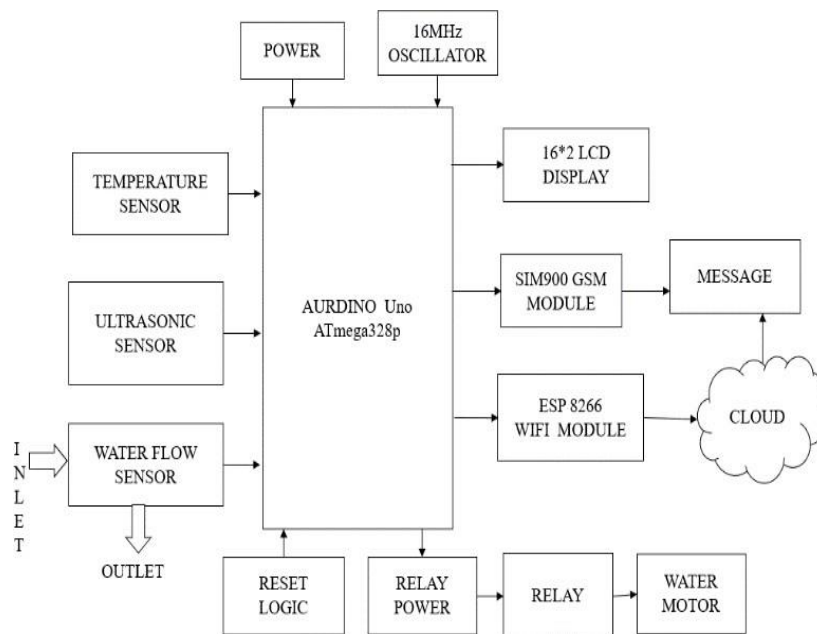 POWER
16MHz
OSCILLATOR
TEMPERATURE
SENSOR
16*2 LCD
DISPLAY
ULTRASONIC
SENSOR
AURDINO Uno
ATmega328p
SIM900 GSM
MODULE
MESSAGE
INLET
WATER FLOW
SENSOR
ESP 8266
WIFI MODULE
CLOUD
OUTLET
RESET
LOGIC
RELAY
POWER
RELAY
WATER
MOTOR